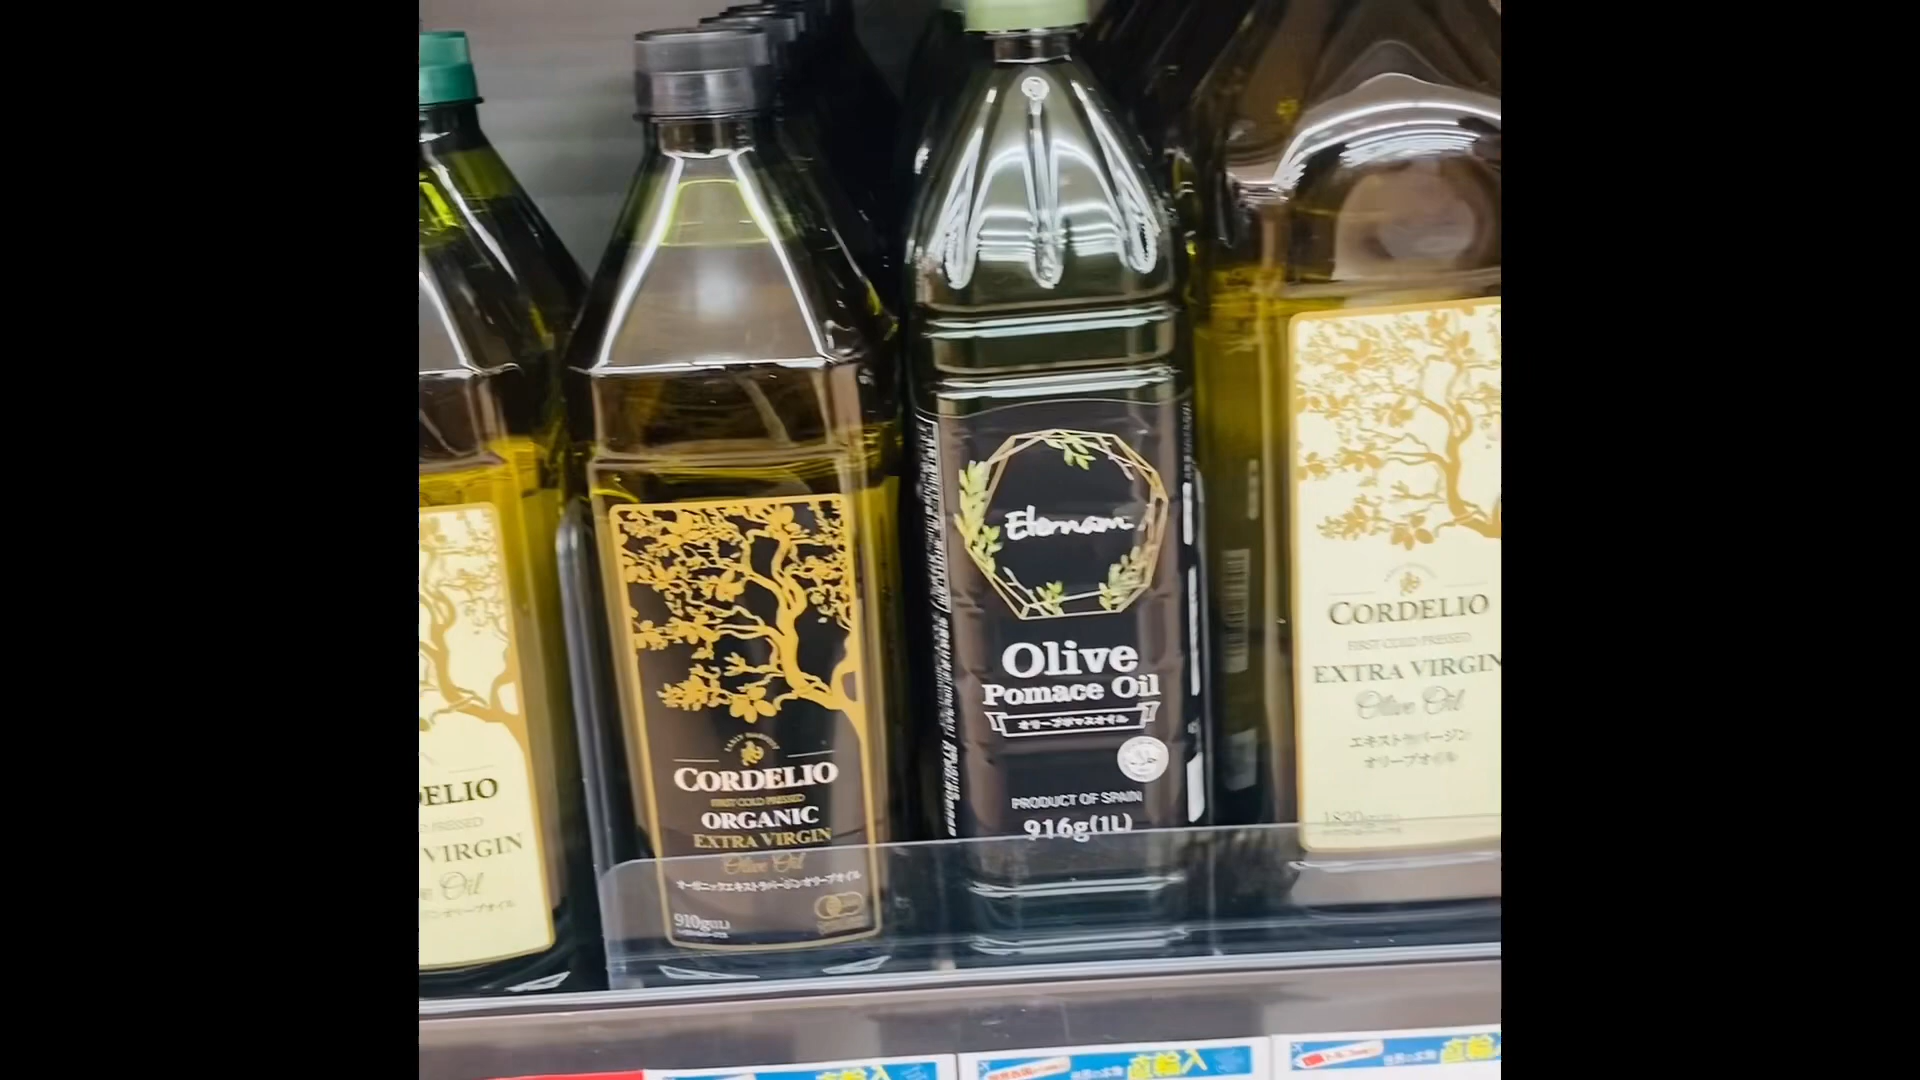 DELIO
VIRGIN
Oil
CORDELIO
FIRST COLD PRESSED
ORGANIC
EXTRA VIRGIN
Olive Oil
オーガニックエキストラバージンオリーブオイル
910g(1L)
Eternam
Olive
Pomace Oil
オリーブポマスオイル
PRODUCT OF SPAIN
916g(1L)
CORDELIO
FIRST COLD PRESSED
EXTRA VIRGIN
Olive Oil
エキストラバージン
オリーブオイル
1820g
直輸入
直輸入
直輸